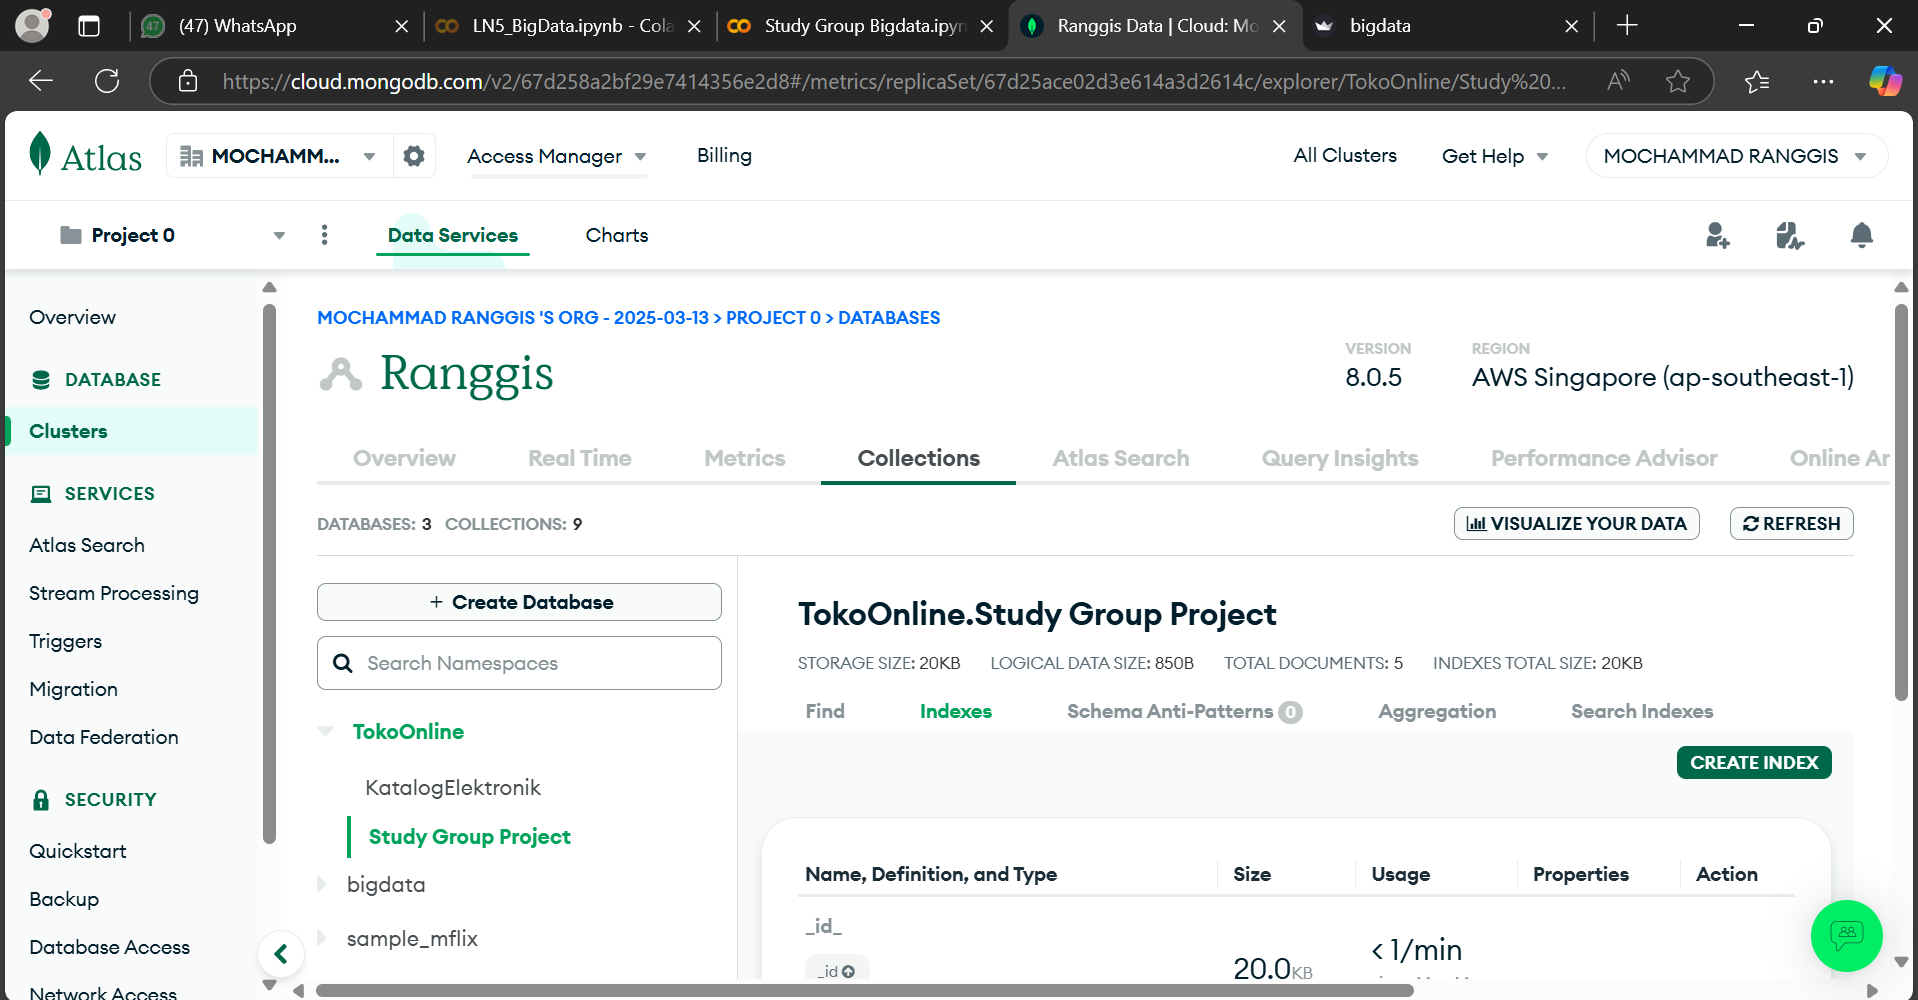 47
(47) WhatsApp
LN5_BigData.ipynb - Cola
Study Group Bigdata.ipyn
Ranggis Data | Cloud: Mo
bigdata
https://cloud.mongodb.com/v2/67d258a2bf29e7414356e2d8#/metrics/replicaSet/67d25ace02d3e614a3d2614c/explorer/TokoOnline/Study%20...
Atlas
MOCHAMM...
Access Manager
Billing
All Clusters
Get Help
MOCHAMMAD RANGGIS
Project 0
Data Services
Charts
Overview
DATABASE
Clusters
SERVICES
Atlas Search
Stream Processing
Triggers
Migration
Data Federation
SECURITY
Quickstart
Backup
Database Access
Network Access
MOCHAMMAD RANGGIS 'S ORG - 2025-03-13 > PROJECT 0 > DATABASES
Ranggis
VERSION
8.0.5
REGION
AWS Singapore (ap-southeast-1)
Overview
Real Time
Metrics
Collections
Atlas Search
Query Insights
Performance Advisor
Online Ar
DATABASES: 3 COLLECTIONS: 9
VISUALIZE YOUR DATA
REFRESH
+ Create Database
Search Namespaces
TokoOnline
KatalogElektronik
Study Group Project
bigdata
sample_mflix
TokoOnline.Study Group Project
STORAGE SIZE: 20KB LOGICAL DATA SIZE: 850B TOTAL DOCUMENTS: 5 INDEXES TOTAL SIZE: 20KB
Find
Indexes
Schema Anti-Patterns 0
Aggregation
Search Indexes
CREATE INDEX
Name, Definition, and Type
Size
Usage
Properties
Action
_id_
_id
20.0KB
< 1/min